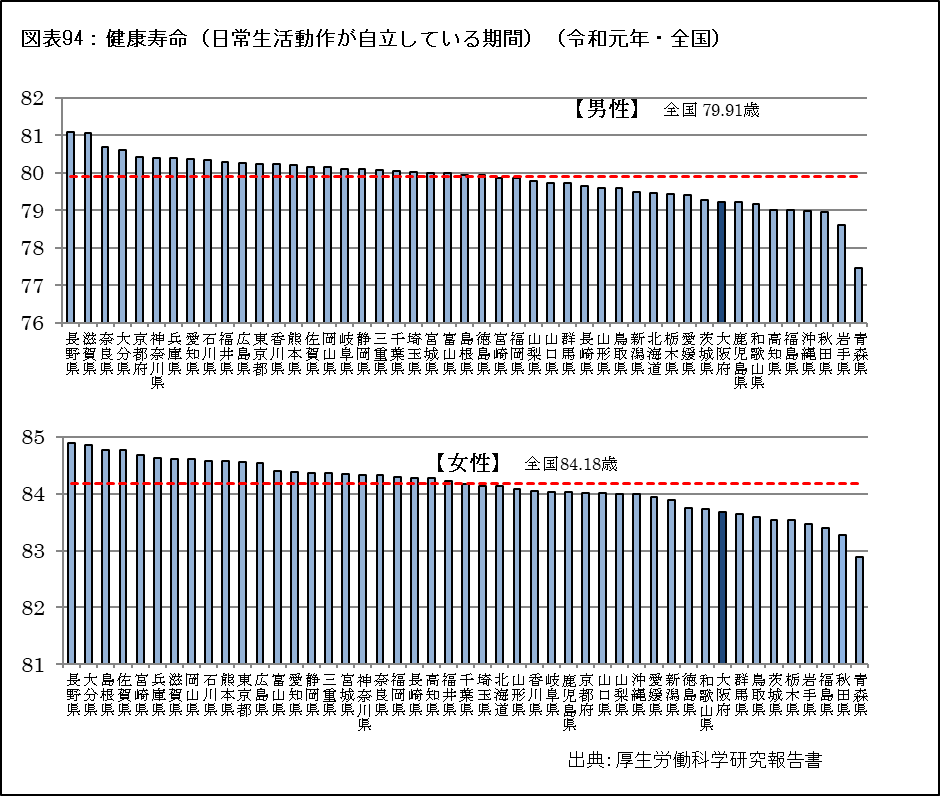 図表94：健康寿命（日常生活動作が自立している期間）（令和元年・全国）
【男性】 全国 79.91歳
82
81
80
79
78
77
76
長野県 滋賀県 奈良県 大分県 京都府 神奈川県 兵庫県 愛知県 石川県 福井県 広島県 東京都 香川県 熊本県 佐賀県 岡山県 岐阜県 静岡県 三重県 千葉県 埼玉県 宮城県 富山県 島根県 徳島県 宮崎県 福岡県 山梨県 山口県 群馬県 長崎県 山形県 鳥取県 新潟県 北海道 栃木県 愛媛県 茨城県 大阪府 鹿児島県 和歌山県 高知県 福島県 沖縄県 秋田県 岩手県 青森県
85
【女性】 全国84.18歳
84
83
82
81
長野県 大分県 島根県 佐賀県 宮崎県 兵庫県 滋賀県 岡山県 石川県 熊本県 東京都 広島県 富山県 愛知県 静岡県 三重県 宮城県 神奈川県 奈良県 福岡県 長崎県 高知県 福井県 千葉県 埼玉県 北海道 山形県 香川県 岐阜県 鹿児島県 京都府 山口県 山梨県 沖縄県 愛媛県 新潟県 徳島県 和歌山県 大阪府 群馬県 鳥取県 茨城県 栃木県 岩手県 福島県 秋田県 青森県
出典：厚生労働科学研究報告書